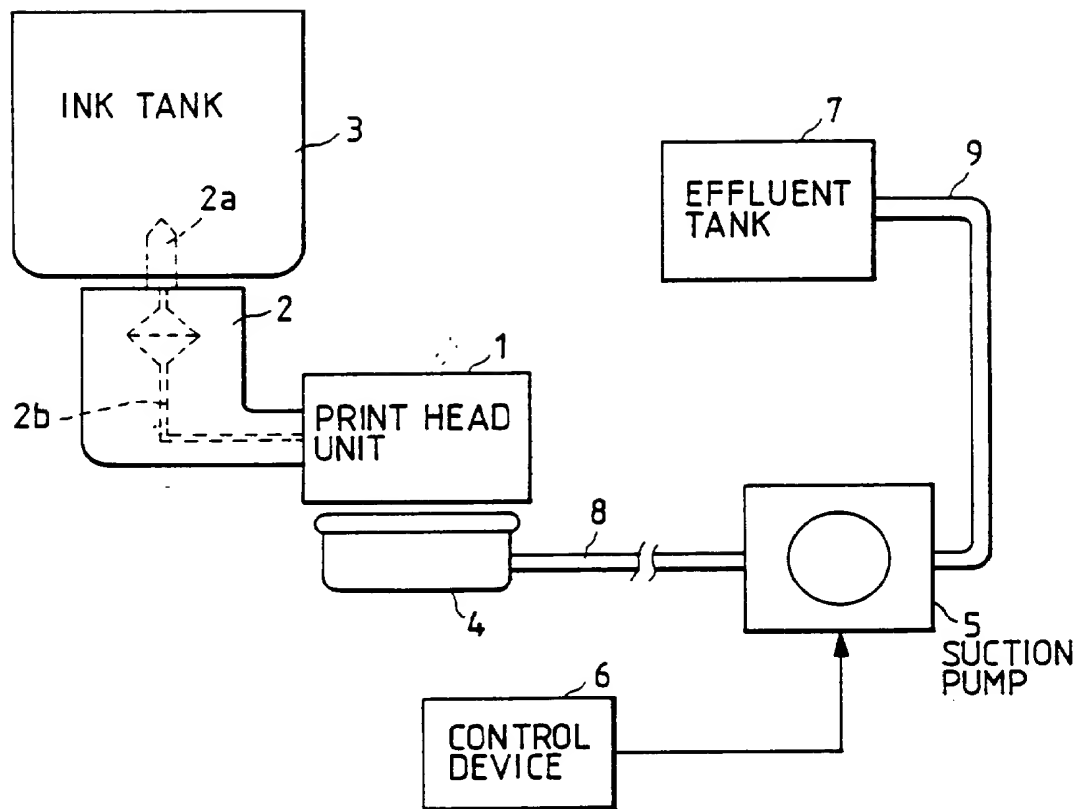 INK TANK
3
2a
2
2b
1
PRINT HEAD
UNIT
7
EFFLUENT
TANK
9
8
4
5
SUCTION
PUMP
6
CONTROL
DEVICE